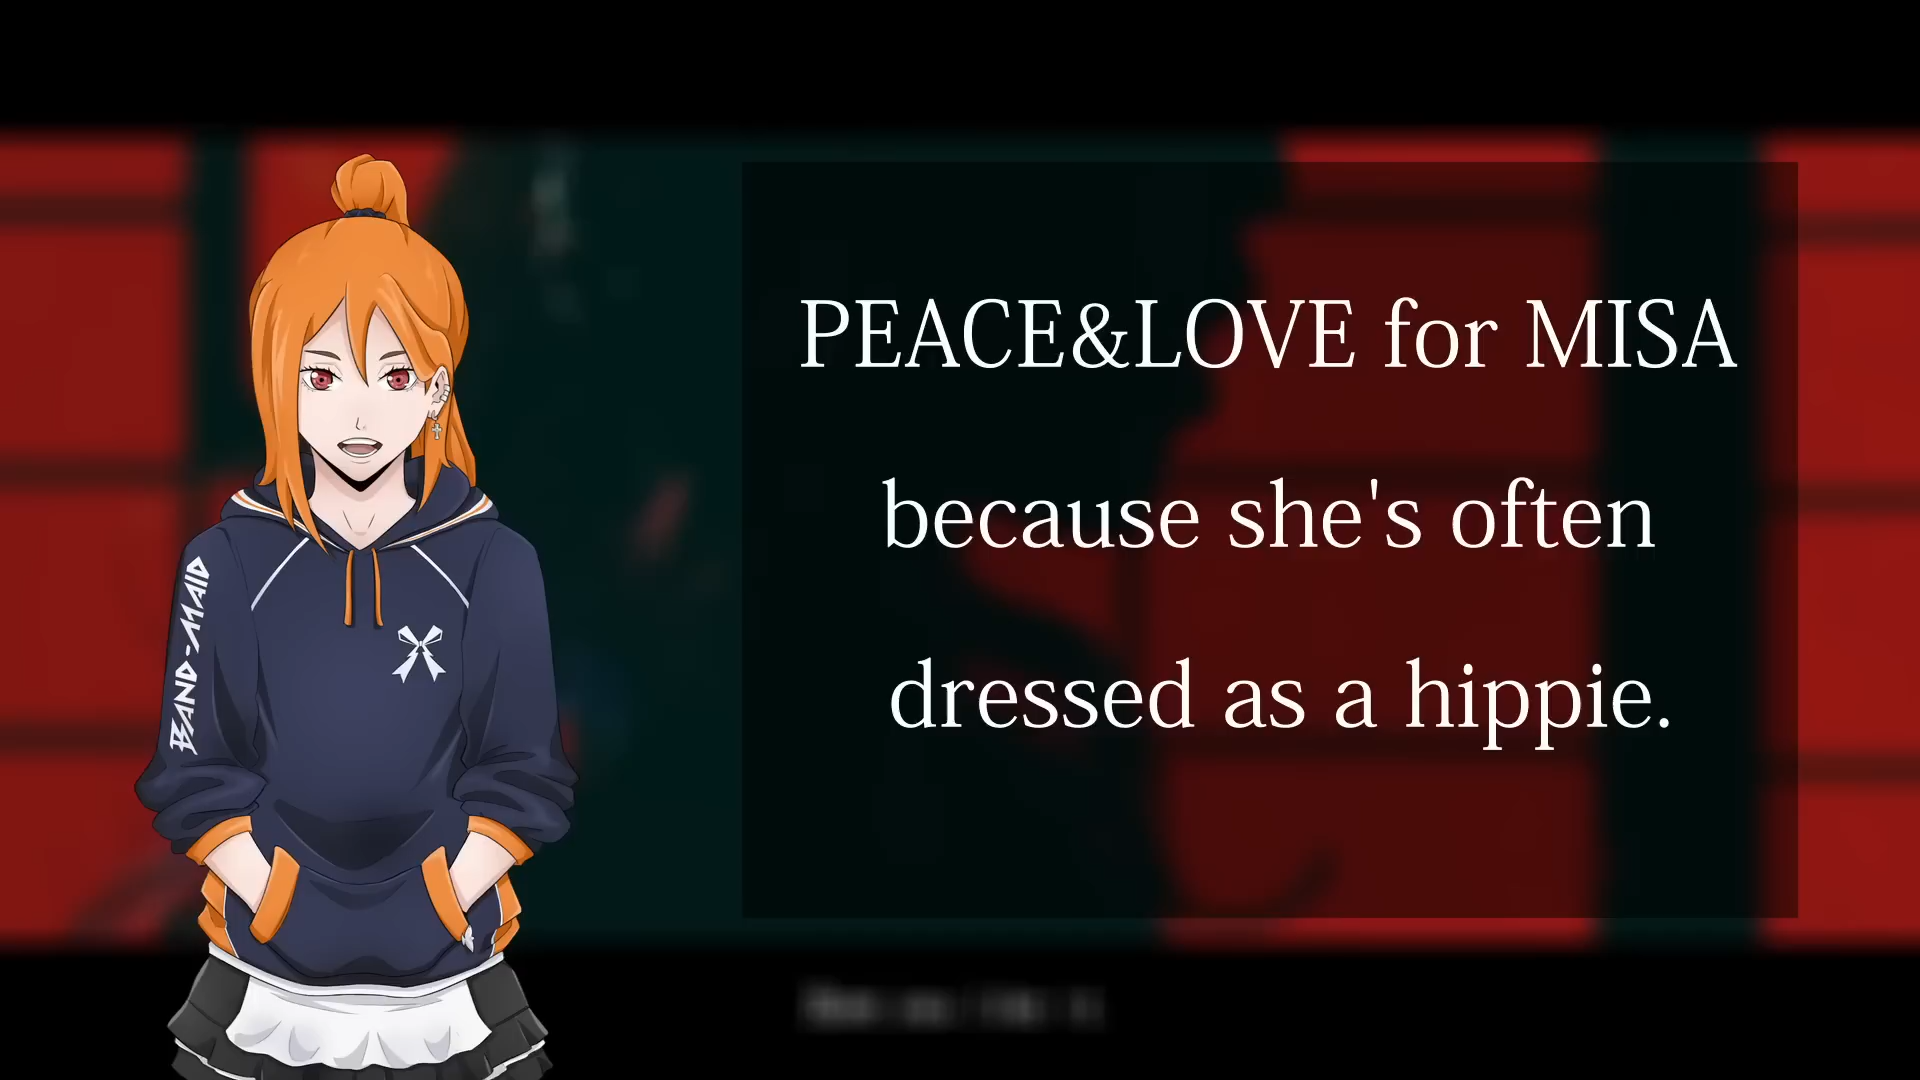 PEACE&LOVE for MISA
because she's often
dressed as a hippie.
BAND-MAID